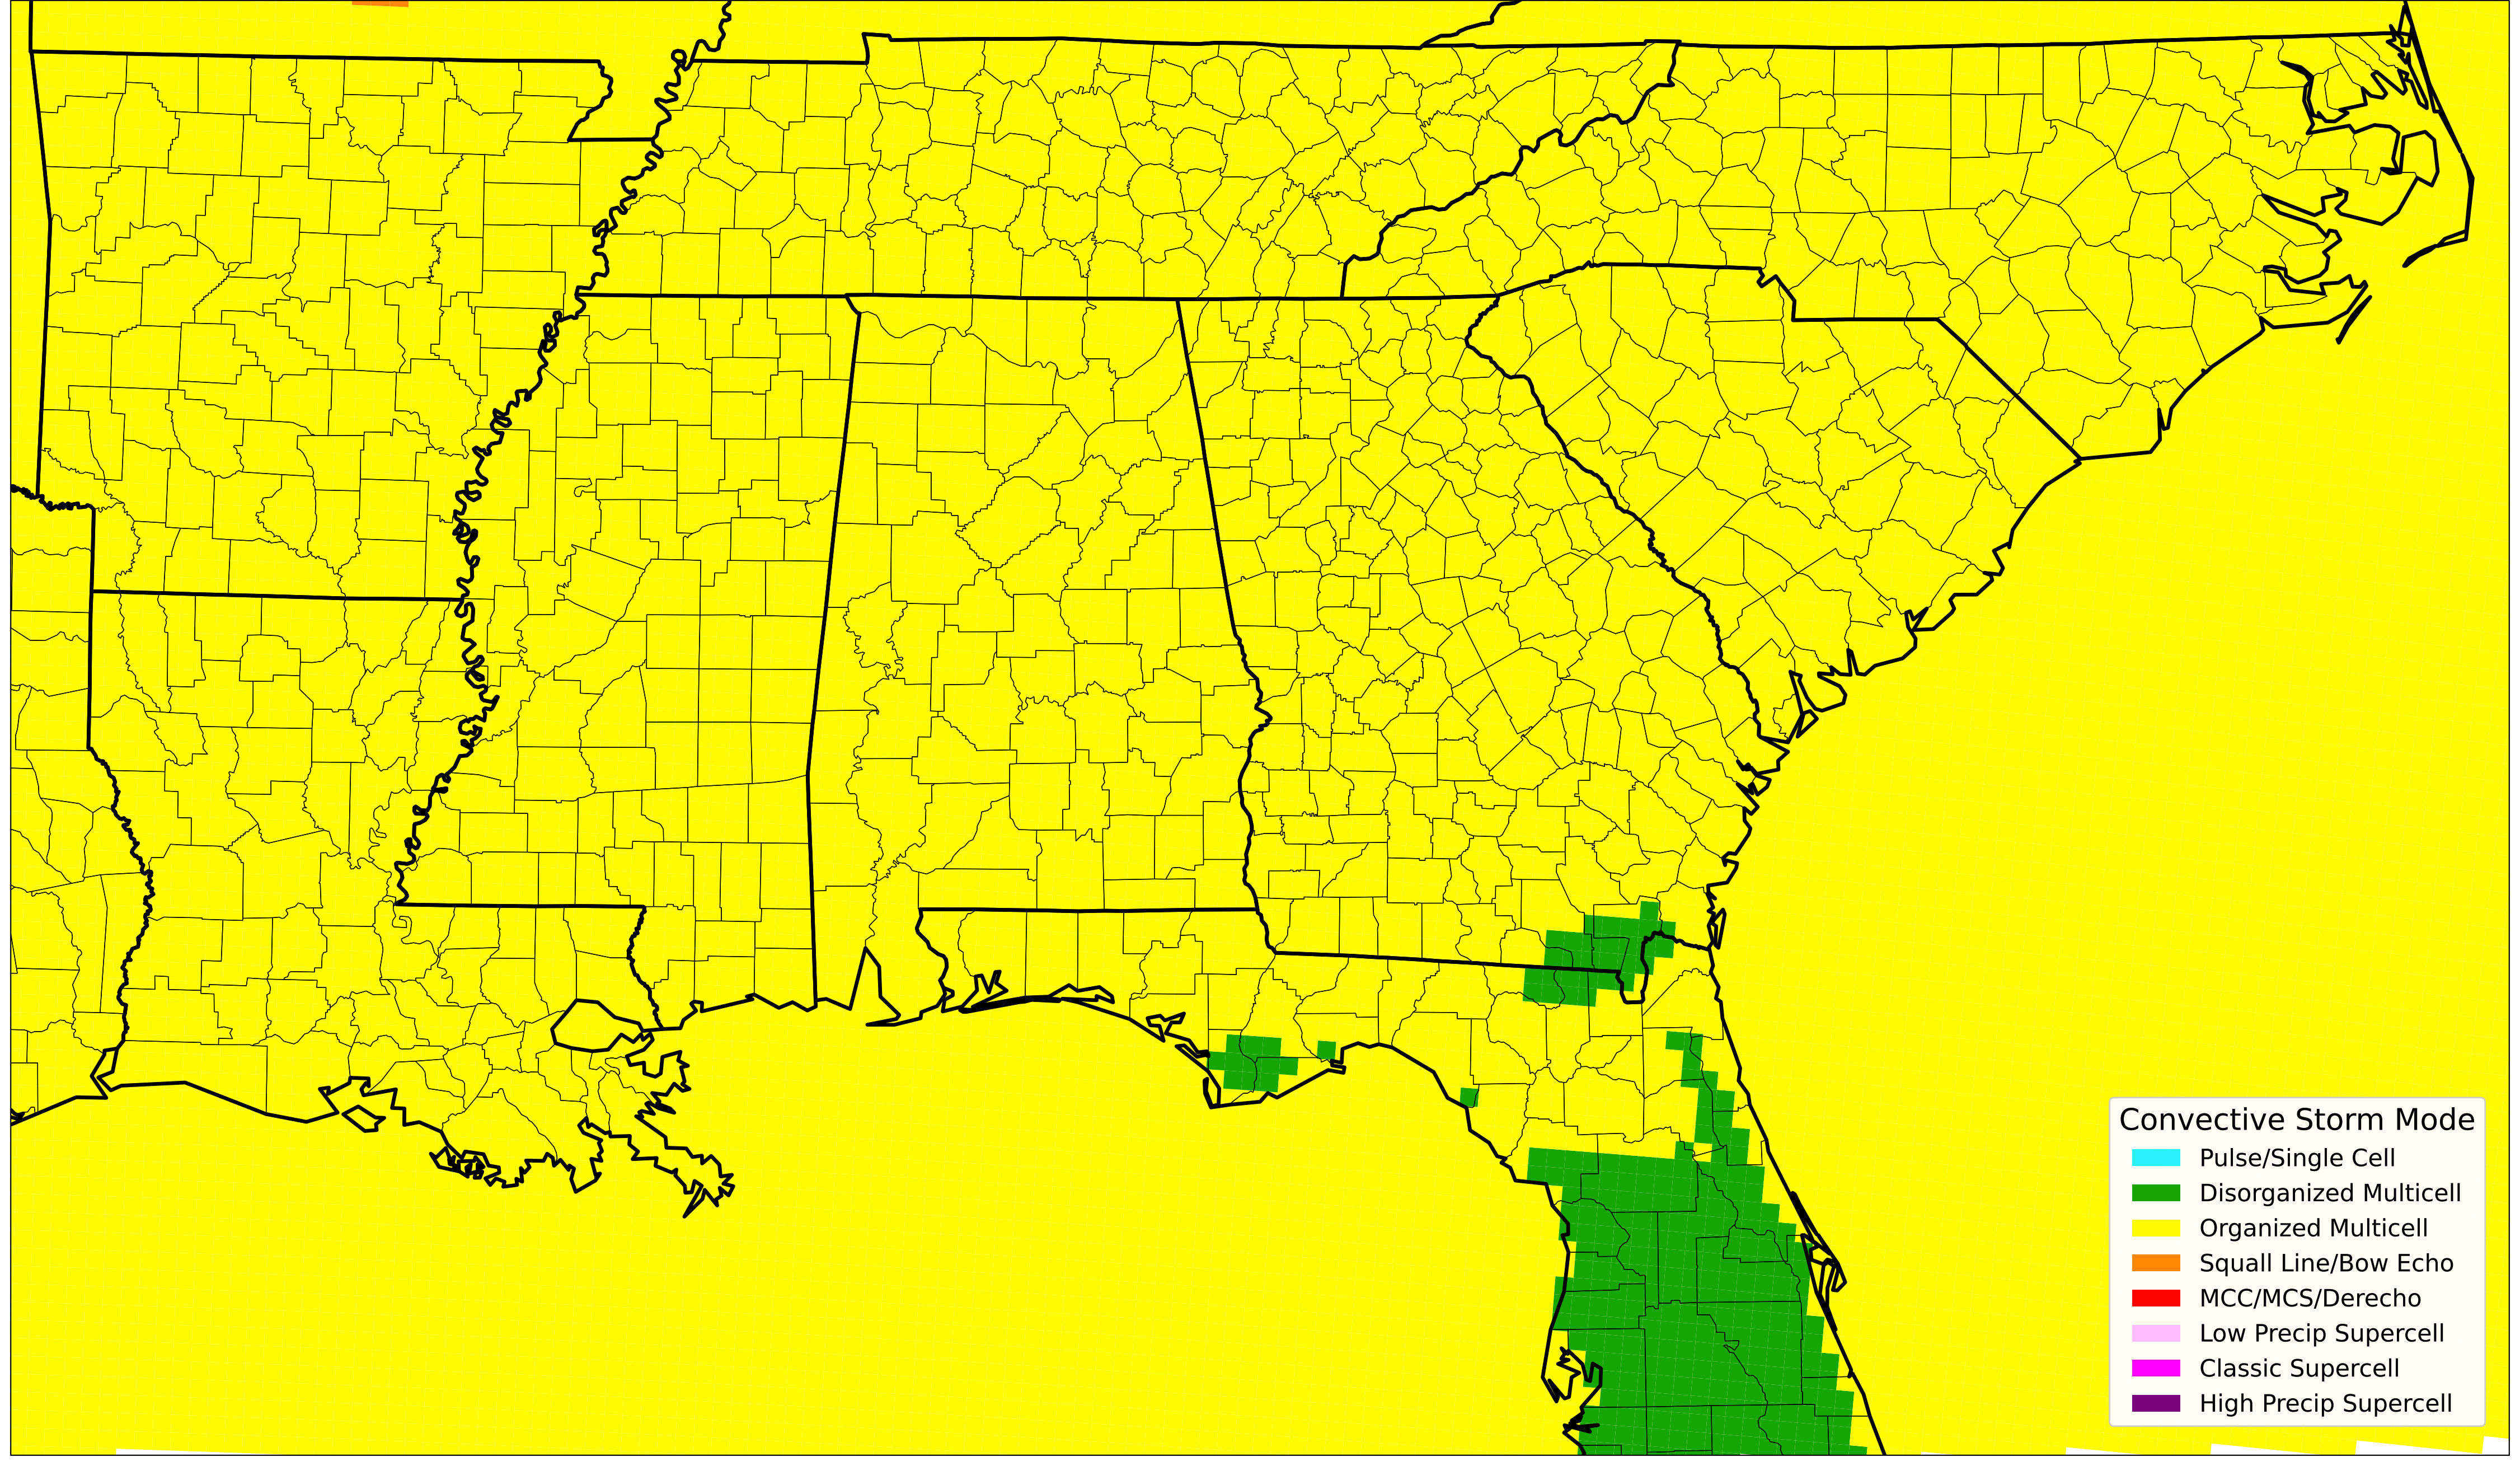 Convective Storm Mode
Pulse/Single Cell
Disorganized Multicell
Organized Multicell
Squall Line/Bow Echo
MCC/MCS/Derecho
Low Precip Supercell
Classic Supercell
High Precip Supercell